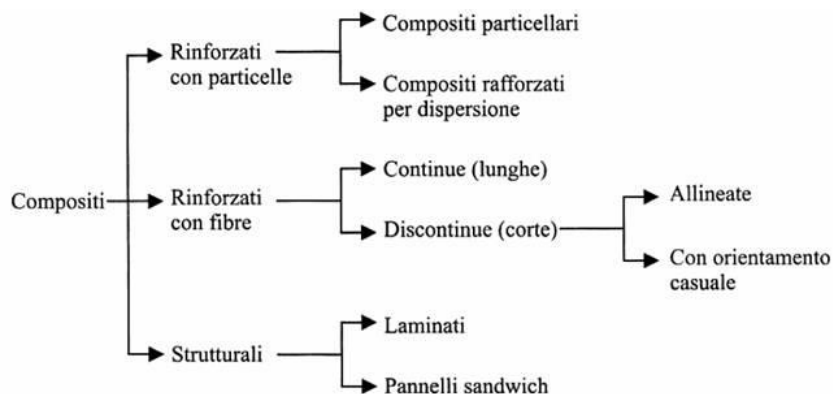 Compositi
Rinforzati
con particelle
Compositi particellari
Compositi rafforzati
per dispersione
Rinforzati
con fibre
Continue (lunghe)
Discontinue (corte)
Allineate
Con orientamento
casuale
Strutturali
Laminati
Pannelli sandwich